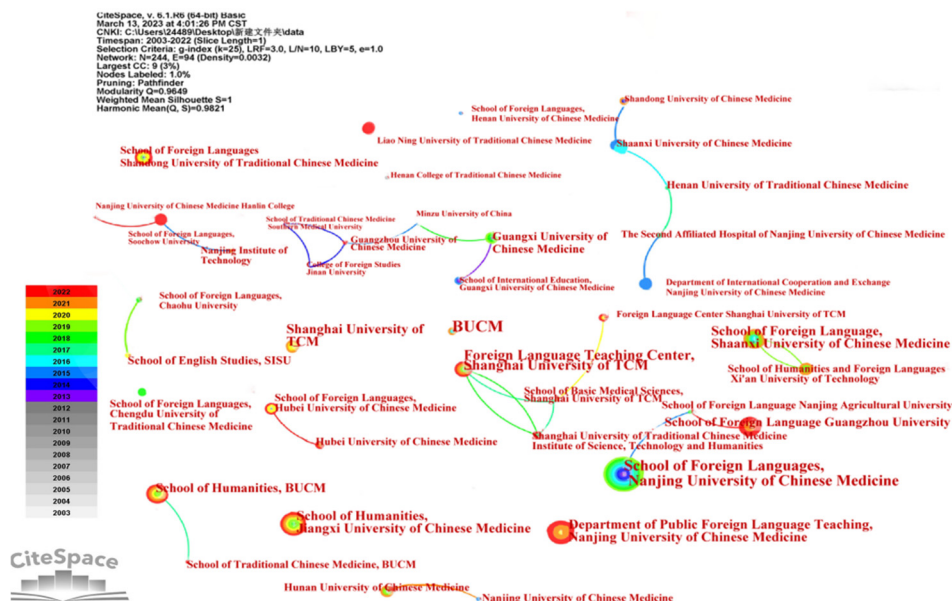 CiteSpace, v. 6.1.R6 (64-bit) Basic
March 13, 2023 at 4:01:26 PM CST
CNKI: C:\Users\24489\Desktop\新建文件夹\data
Timespan: 2003-2022 (Slice Length=1)
Selection Criteria: g-index (k=25), LRF=3.0, L/N=10, LBY=5, e=1.0
Network: N=244, E=94 (Density=0.0032)
Largest CC: 9 (3%)
Nodes Labeled: 1.0%
Pruning: Pathfinder
Modularity Q=0.9649
Weighted Mean Silhouette S=1
Harmonic Mean(Q, S)=0.9821
Shandong University of Chinese Medicine
School of Foreign Languages,
Henan University of Chinese Medicine
Liao Ning University of Traditional Chinese Medicine
Shaanxi University of Chinese Medicine
School of Foreign Languages
Shandong University of Traditional Chinese Medicine
Henan College of Traditional Chinese Medicine
Henan University of Traditional Chinese Medicine
Nanjing University of Chinese Medicine Hanlin College
School of Foreign Languages,
Soochow University
Nanjing Institute of
Technology
School of Traditional Chinese Medicine
Southern Medical University
Minzu University of China
Guangzhou University of
Chinese Medicine
Guangxi University of
Chinese Medicine
The Second Affiliated Hospital of Nanjing University of Chinese Medicine
College of Foreign Studies
Jinan University
School of International Education,
Guangxi University of Chinese Medicine
Department of International Cooperation and Exchange
Nanjing University of Chinese Medicine
School of Foreign Languages,
Chaohu University
Shanghai University of
TCM
BUCM
Foreign Language Center Shanghai University of TCM
School of Foreign Language,
Shaanxi University of Chinese Medicine
School of English Studies, SISU
Foreign Language Teaching Center,
Shanghai University of TCM
School of Humanities and Foreign Languages
Xi'an University of Technology
School of Basic Medical Sciences,
Shanghai University of TCM
School of Foreign Languages,
Chengdu University of
Traditional Chinese Medicine
School of Foreign Languages,
Hubei University of Chinese Medicine
School of Foreign Language Nanjing Agricultural University
School of Foreign Language Guangzhou University
Hubei University of Chinese Medicine
Shanghai University of Traditional Chinese Medicine
Institute of Science, Technology and Humanities
School of Foreign Languages,
Nanjing University of Chinese Medicine
School of Humanities, BUCM
School of Humanities,
Jiangxi University of Chinese Medicine
Department of Public Foreign Language Teaching,
Nanjing University of Chinese Medicine
School of Traditional Chinese Medicine, BUCM
Hunan University of Chinese Medicine
Nanjing University of Chinese Medicine
2022
2021
2020
2019
2018
2017
2016
2015
2014
2013
2012
2011
2010
2009
2008
2007
2006
2005
2004
2003
CiteSpace